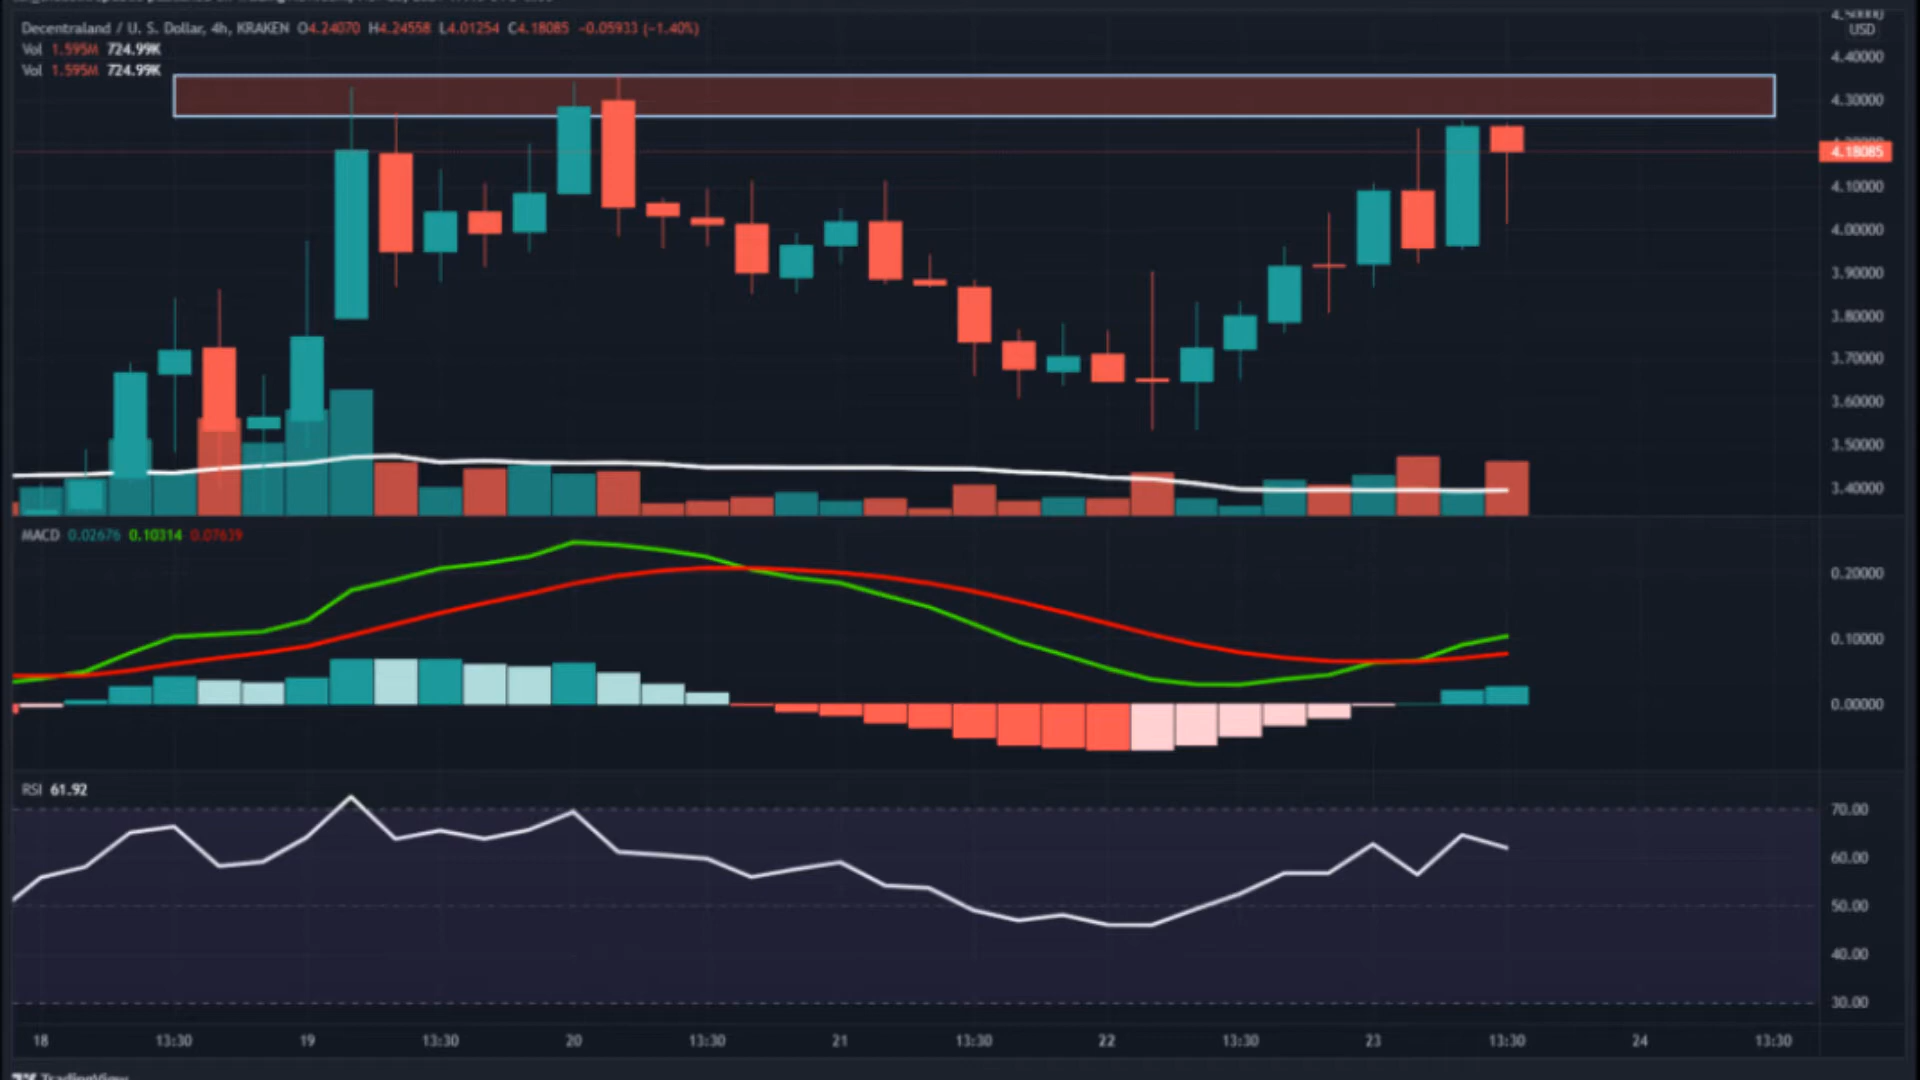 Decentraland / U. S. Dollar, 4h, KRAKEN O4.24070 H4.24558 L4.01254 C4.18085 −0.05933 (−1.40%)
Vol 1.595M 724.99K
Vol 1.595M 724.99K
4.50000
USD
4.40000
4.30000
4.20000
4.18085
4.10000
4.00000
3.90000
3.80000
3.70000
3.60000
3.50000
3.40000
MACD 0.02676 0.10314 0.07639
0.20000
0.10000
0.00000
RSI 61.92
70.00
60.00
50.00
40.00
30.00
18 13:30 19 13:30 20 13:30 21 13:30 22 13:30 23 13:30 24 13:30
TradingView